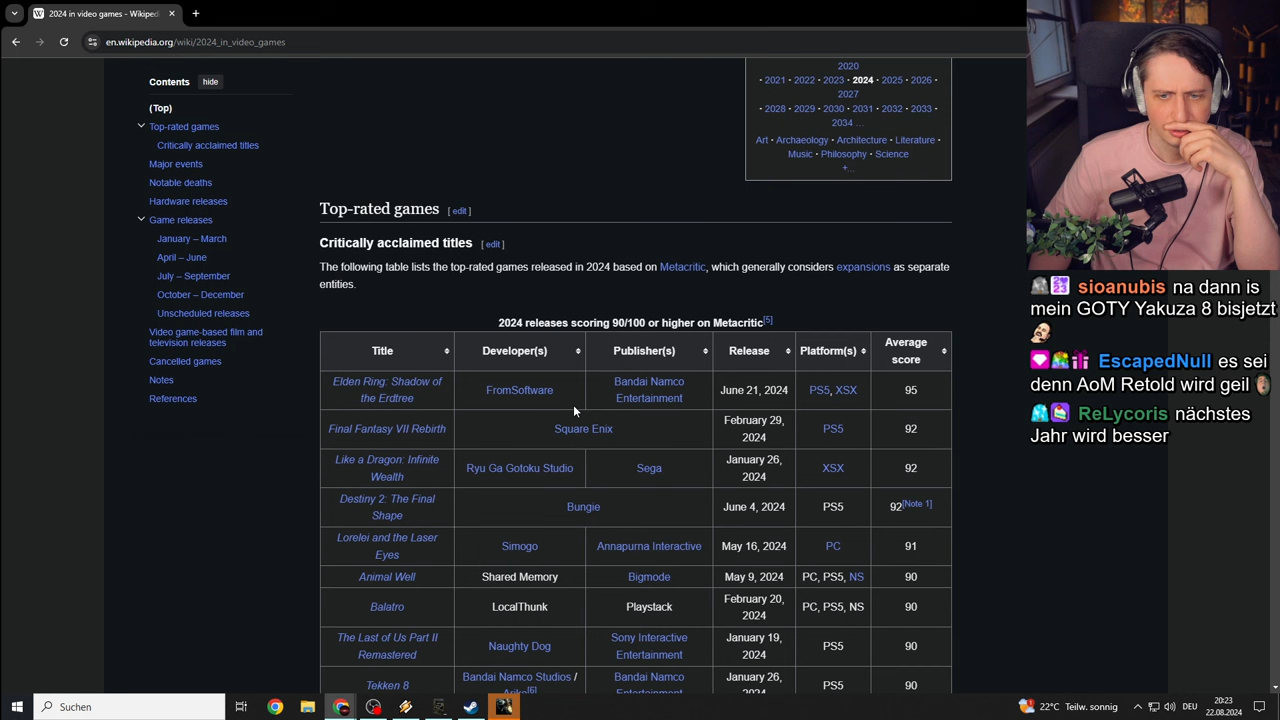 2024 in video games - Wikiped
en.wikipedia.org/wiki/2024_in_video_games
Contents hide
(Top)
Top-rated games
Critically acclaimed titles
Major events
Notable deaths
Hardware releases
Game releases
January – March
April – June
July – September
October – December
Unscheduled releases
Video game-based film and
television releases
Cancelled games
Notes
References
2020
· 2021 · 2022 · 2023 · 2024 · 2025 · 2026 ·
2027
· 2028 · 2029 · 2030 · 2031 · 2032 · 2033 ·
2034 ...
Art · Archaeology · Architecture · Literature ·
Music · Philosophy · Science
+...
Top-rated games [ edit ]
Critically acclaimed titles [ edit ]
The following table lists the top-rated games released in 2024 based on Metacritic, which generally considers expansions as separate
entities
2024 releases scoring 90/100 or higher on Metacritic[5]
Title Developer(s) Publisher(s) Release Platform(s) Average score
Elden Ring: Shadow of the Erdtree FromSoftware Bandai Namco Entertainment June 21, 2024 PS5, XSX 95
Final Fantasy VII Rebirth Square Enix February 29, 2024 PS5 92
Like a Dragon: Infinite Wealth Ryu Ga Gotoku Studio Sega January 26, 2024 XSX 92
Destiny 2: The Final Shape Bungie June 4, 2024 PS5 92[Note 1]
Lorelei and the Laser Eyes Simogo Annapurna Interactive May 16, 2024 PC 91
Animal Well Shared Memory Bigmode May 9, 2024 PC, PS5, NS 90
Balatro LocalThunk Playstack February 20, 2024 PC, PS5, NS 90
The Last of Us Part II Remastered Naughty Dog Sony Interactive Entertainment January 19, 2024 PS5 90
Tekken 8 Bandai Namco Studios / Arika[6] Bandai Namco Entertainment January 26, 2024 PS5 90
sioanubis na dann is
mein GOTY Yakuza 8 bisjetzt
EscapedNull es sei
denn AoM Retold wird geil
ReLycoris nächstes
Jahr wird besser
Suchen
22°C Teilw. sonnig
20:23
22.08.2024